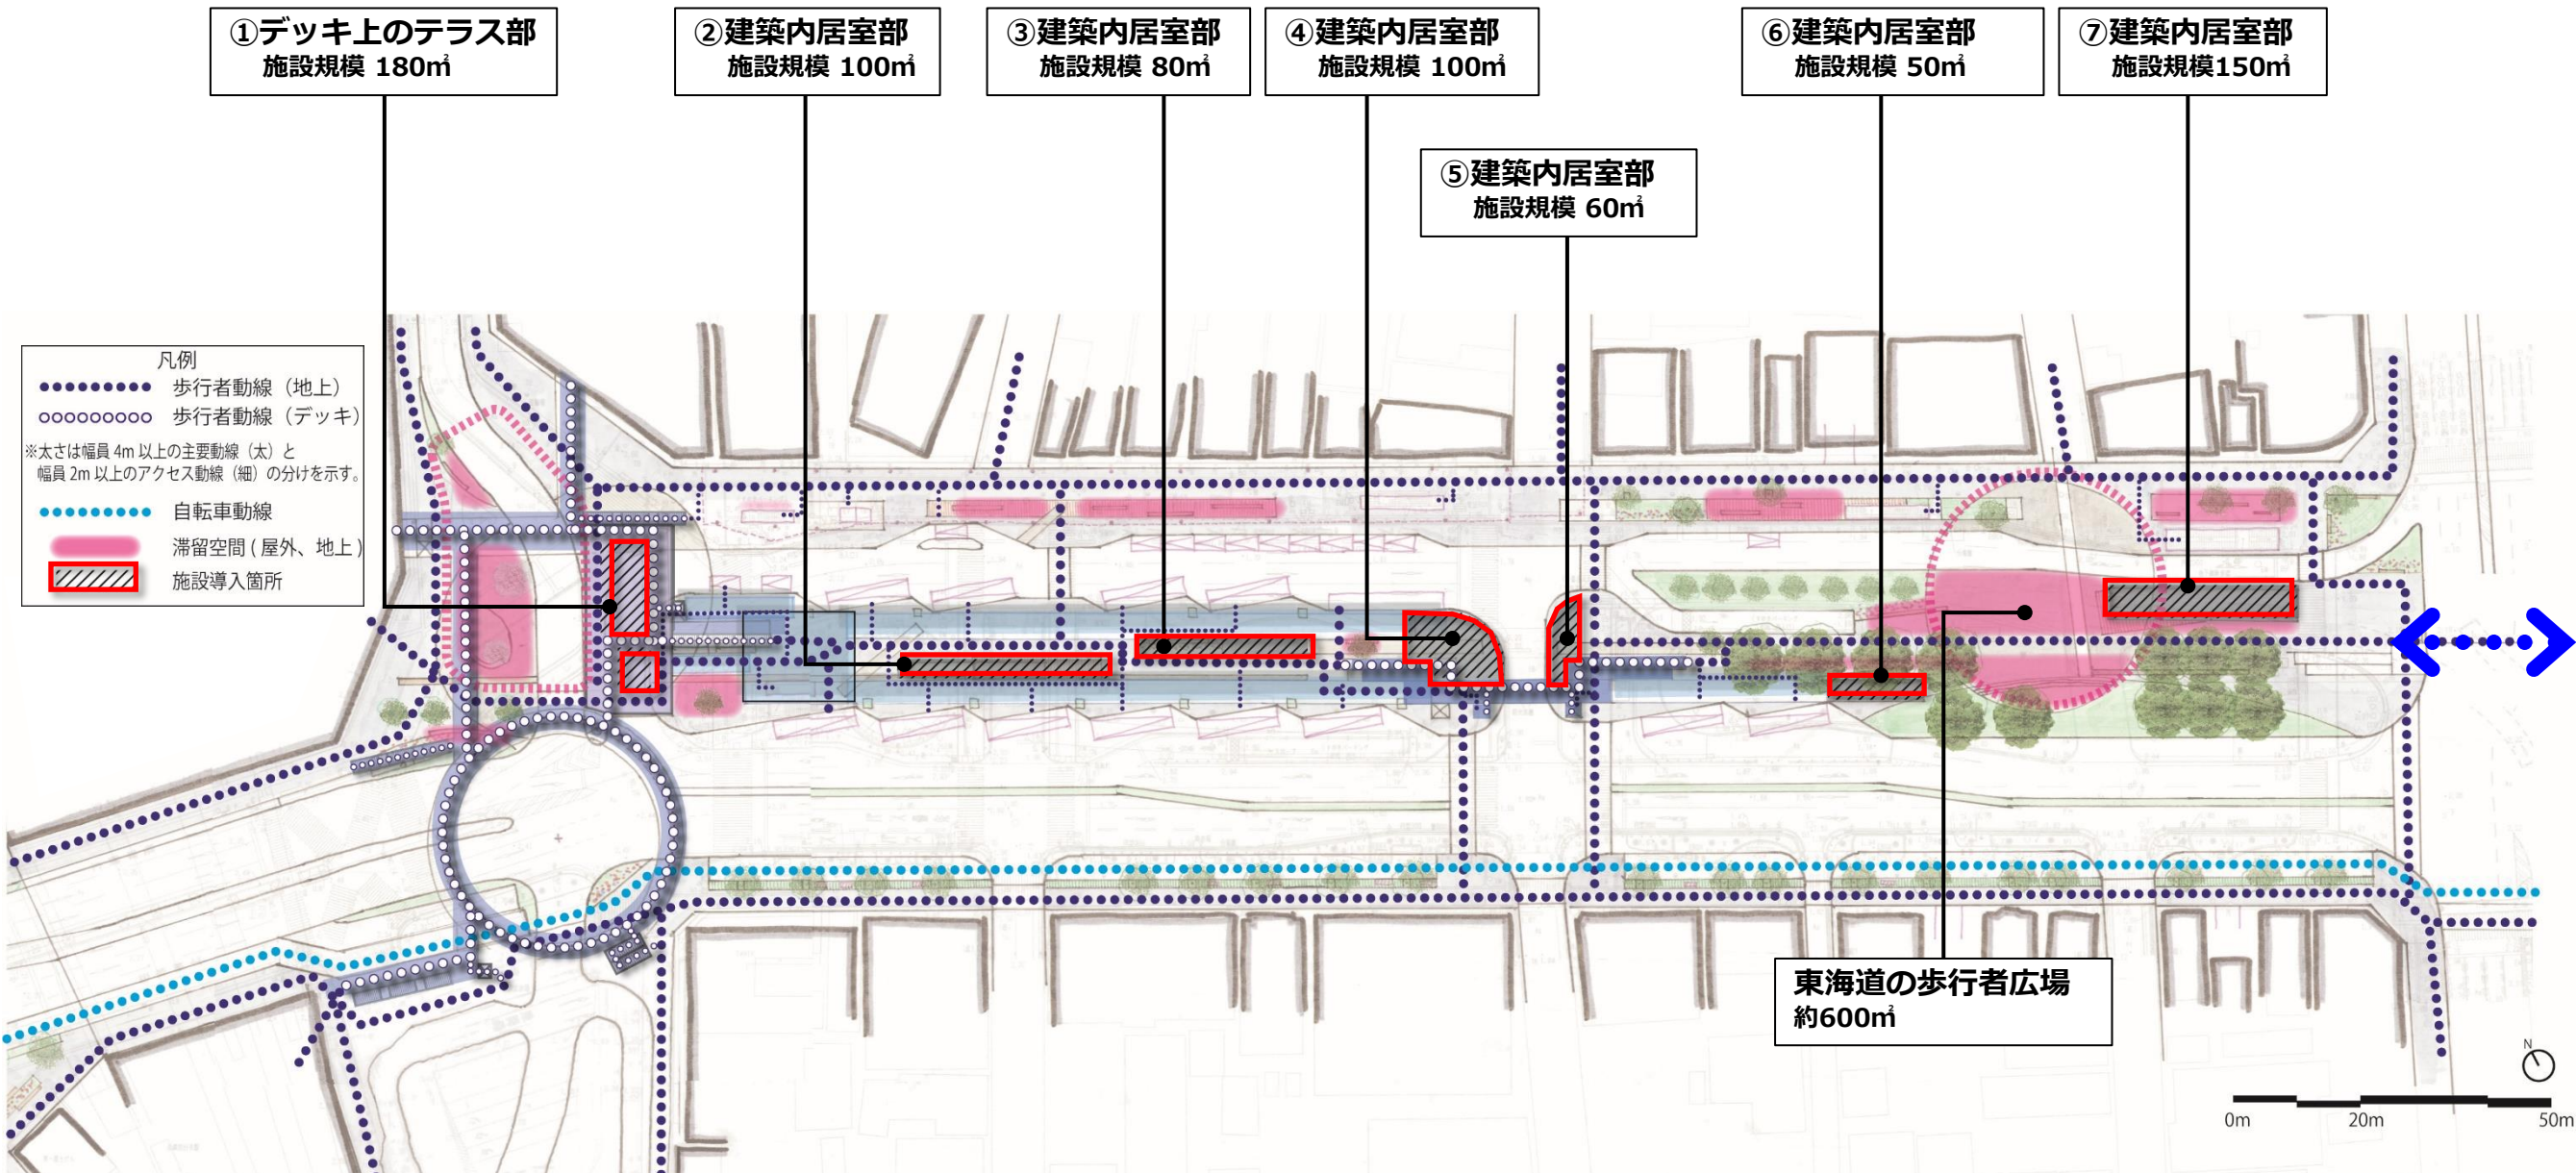 ①デッキ上のテラス部
施設規模 180㎡
②建築内居室部
施設規模 100㎡
③建築内居室部
施設規模 80㎡
④建築内居室部
施設規模 100㎡
⑤建築内居室部
施設規模 60㎡
⑥建築内居室部
施設規模 50㎡
⑦建築内居室部
施設規模150㎡
凡例
歩行者動線（地上）
歩行者動線（デッキ）
※太さは幅員 4m 以上の主要動線（太）と
幅員 2m 以上のアクセス動線（細）の分けを示す。
自転車動線
滞留空間 ( 屋外、地上 )
施設導入箇所
東海道の歩行者広場
約600㎡
N
0m 20m 50m